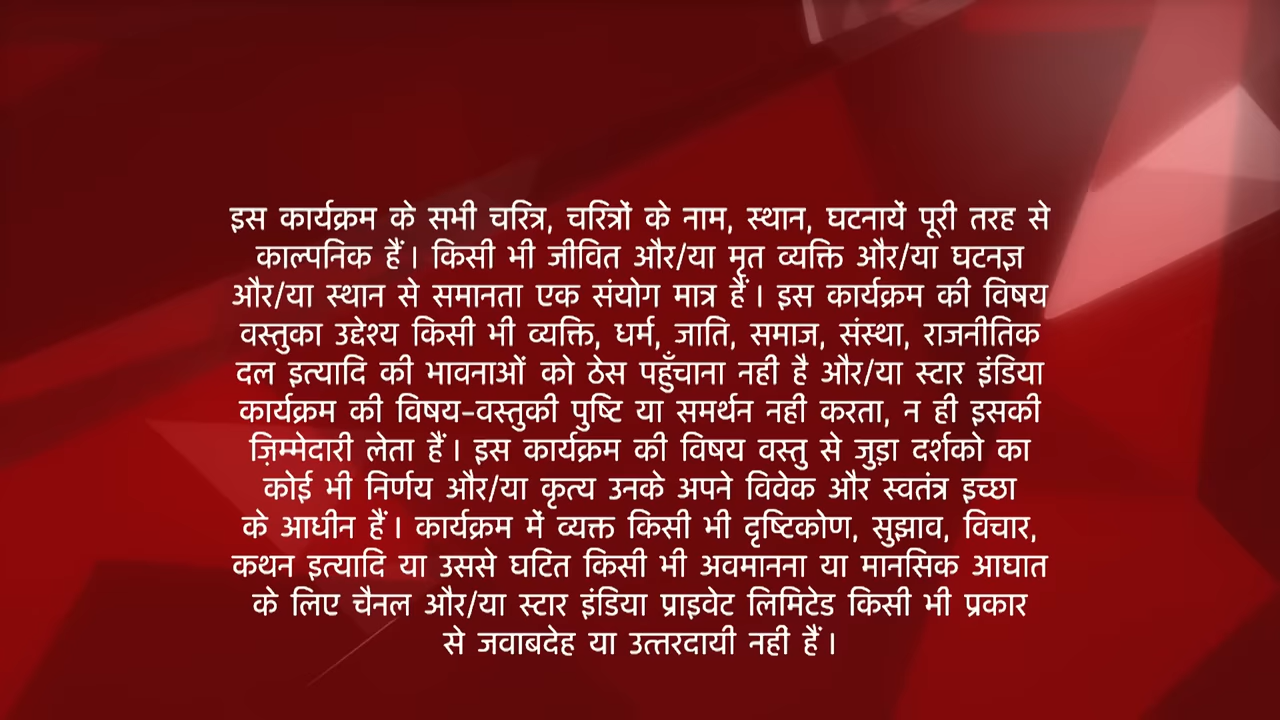 इस कार्यक्रम के सभी चरित्र, चरित्रों के नाम, स्थान, घटनायें पूरी तरह से
काल्पनिक हैं। किसी भी जीवित और/या मृत व्यक्ति और/या घटनज्ञ
और/या स्थान से समानता एक संयोग मात्र हैं। इस कार्यक्रम की विषय
वस्तुका उद्देश्य किसी भी व्यक्ति, धर्म, जाति, समाज, संस्था, राजनीतिक
दल इत्यादि की भावनाओं को ठेस पहुँचाना नही है और/या स्टार इंडिया
कार्यक्रम की विषय-वस्तुकी पुष्टि या समर्थन नही करता, न ही इसकी
ज़िम्मेदारी लेता हैं। इस कार्यक्रम की विषय वस्तु से जुड़ा दर्शको का
कोई भी निर्णय और/या कृत्य उनके अपने विवेक और स्वतंत्र इच्छा
के आधीन हैं। कार्यक्रम में व्यक्त किसी भी दृष्टिकोण, सुझाव, विचार,
कथन इत्यादि या उससे घटित किसी भी अवमानना या मानसिक आघात
के लिए चैनल और/या स्टार इंडिया प्राइवेट लिमिटेड किसी भी प्रकार
से जवाबदेह या उत्तरदायी नही हैं।